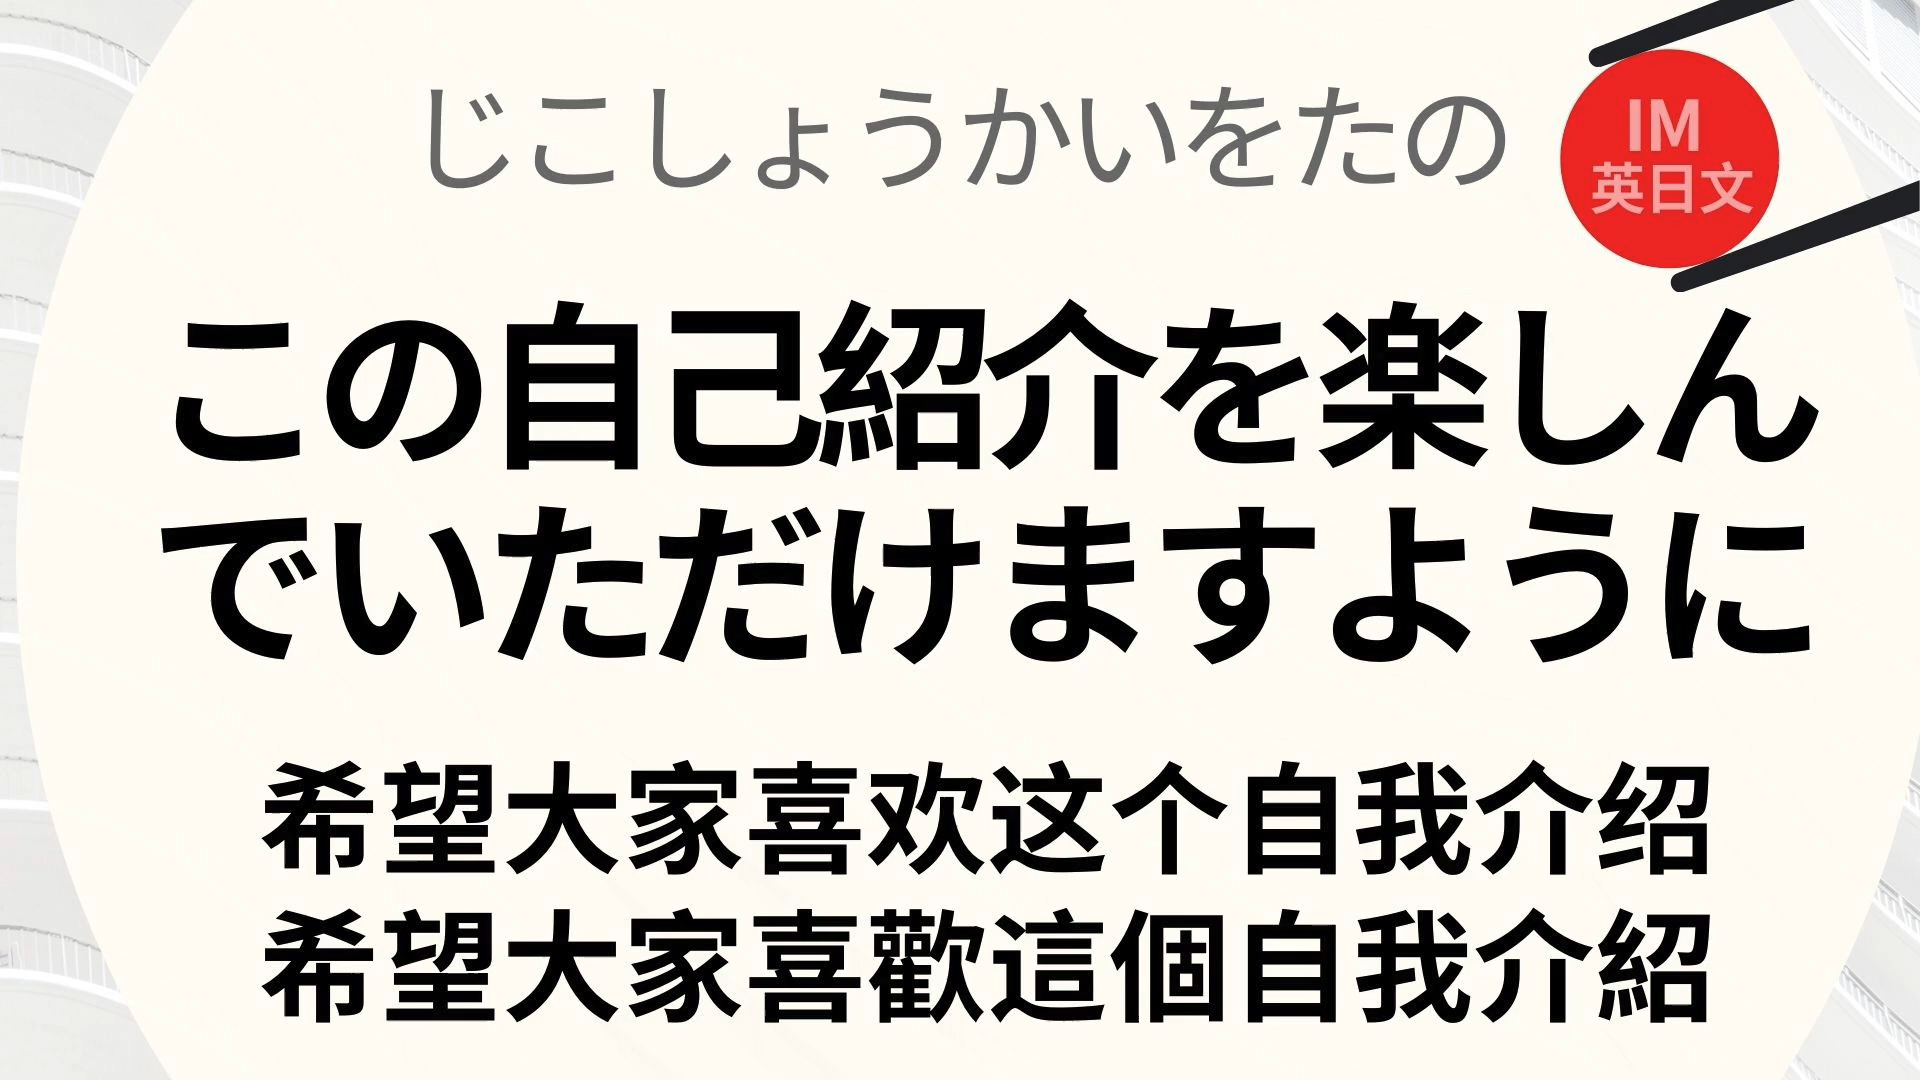 じこしょうかいをたの
IM
英日文
この自己紹介を楽しん
でいただけますように
希望大家喜欢这个自我介绍
希望大家喜歡這個自我介紹